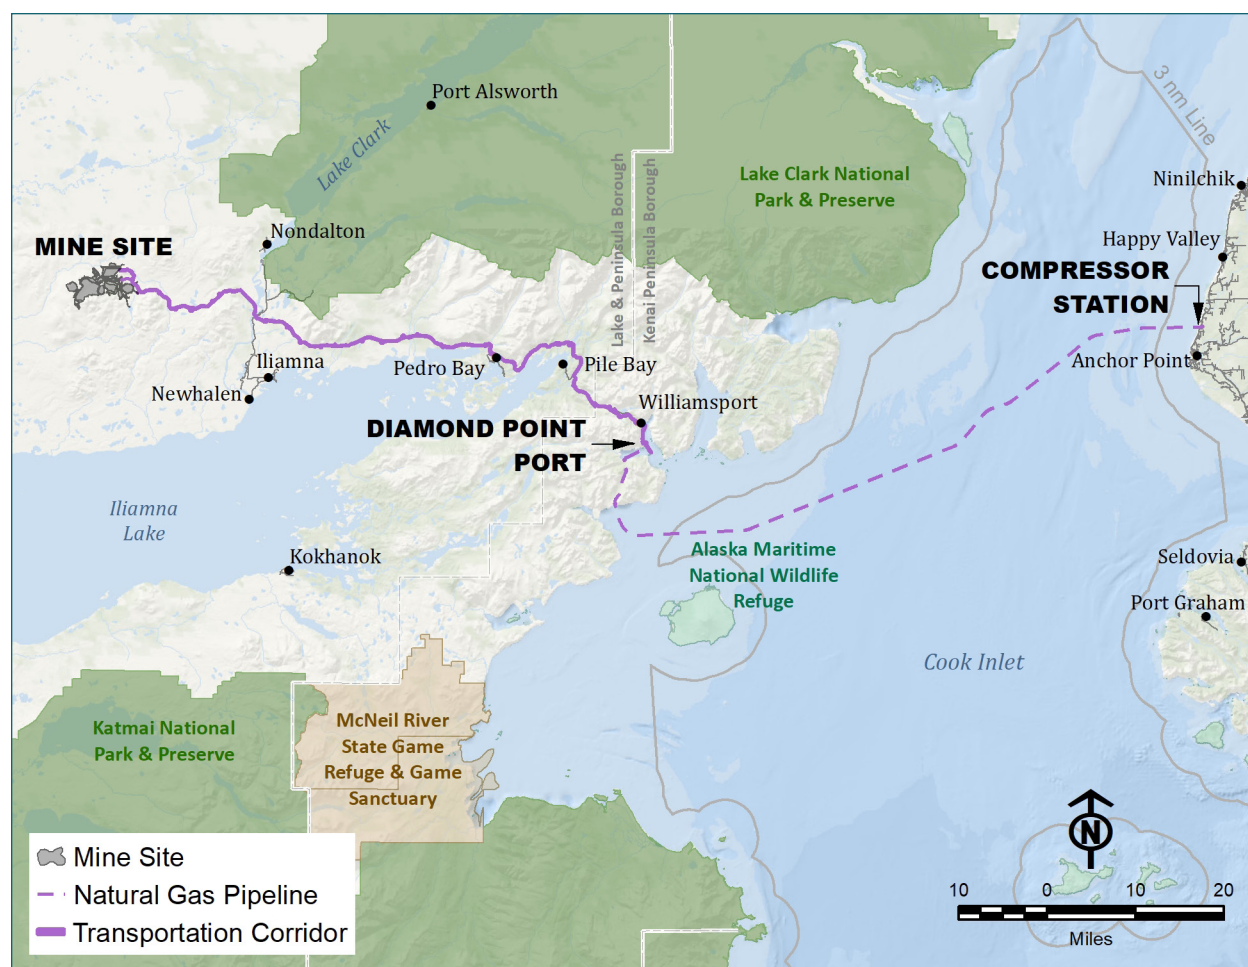 Port Alsworth
Lake Clark
3 nm Line
Lake & Peninsula Borough
Kenai Peninsula Borough
Lake Clark National
Park & Preserve
Ninilchik
Nondalton
MINE SITE
Happy Valley
COMPRESSOR
STATION
Iliamna
Pedro Bay
Pile Bay
Anchor Point
Newhalen
Williamsport
DIAMOND POINT
PORT
Iliamna
Lake
Kokhanok
Alaska Maritime
National Wildlife
Refuge
Seldovia
Port Graham
Cook Inlet
Katmai National
Park & Preserve
McNeil River
State Game
Refuge & Game
Sanctuary
Mine Site
Natural Gas Pipeline
Transportation Corridor
N
10 0 10 20
Miles